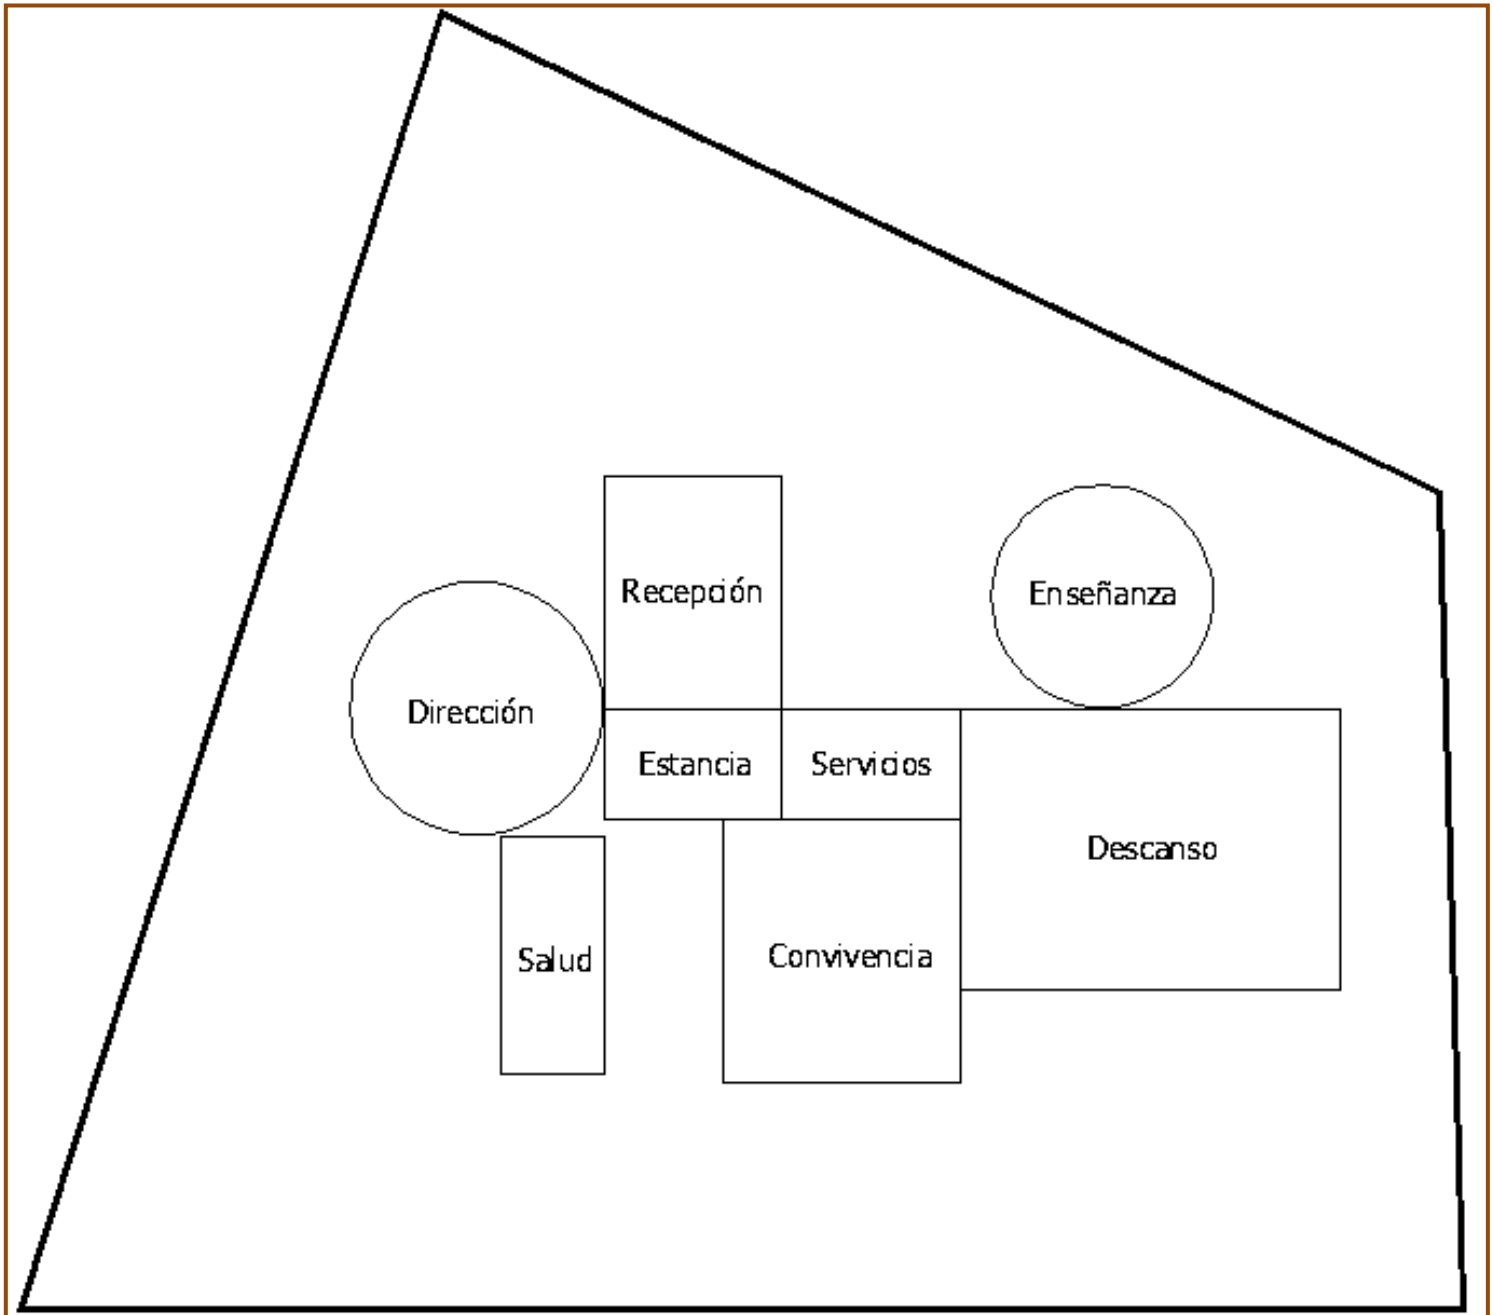 Recepción
Enseñanza
Dirección
Estancia
Servicios
Descanso
Salud
Convivencia